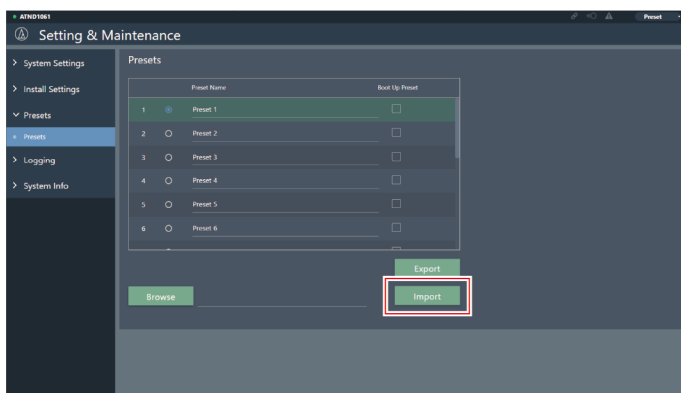 ATND1061
Preset
Setting & Maintenance
System Settings
Install Settings
Presets
Presets
Logging
System Info
Presets
Preset Name Boot Up Preset
1 Preset 1
2 Preset 2
3 Preset 3
4 Preset 4
5 Preset 5
6 Preset 6
Export
Browse
Import